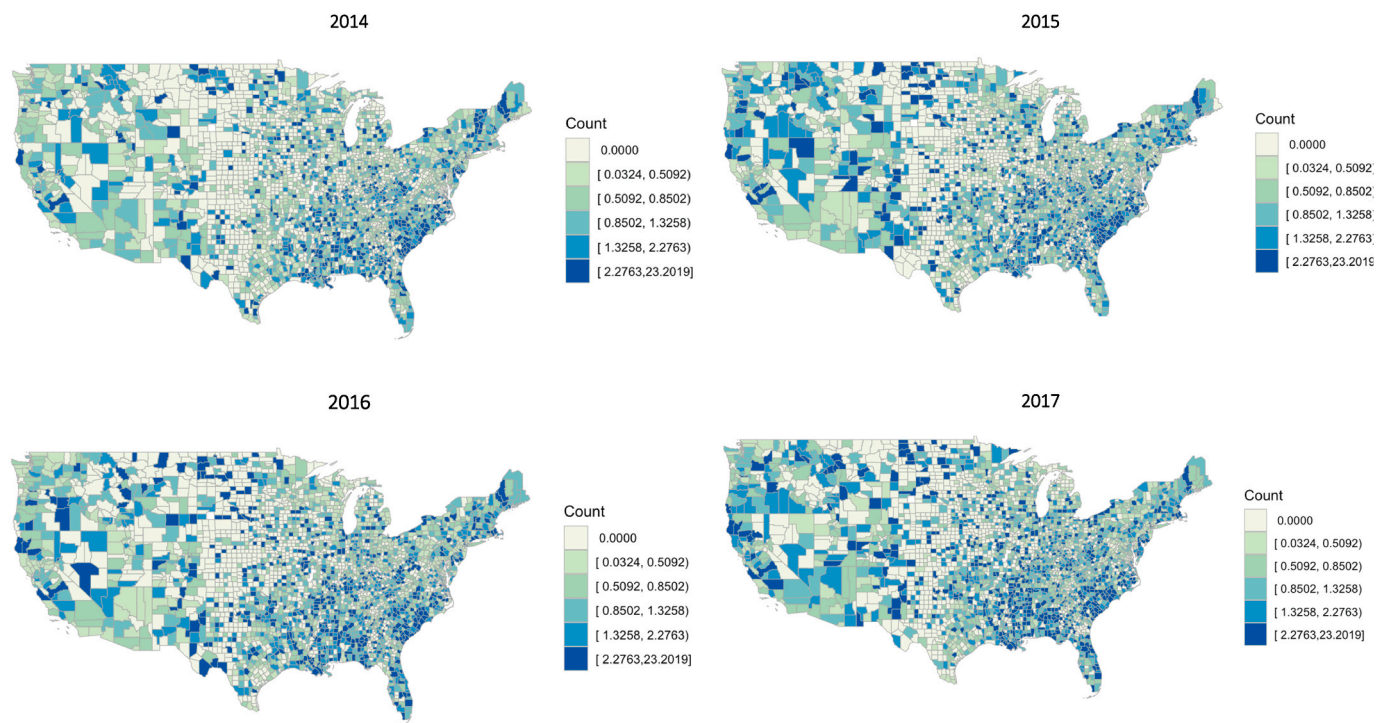 2014
Count
0.0000
[ 0.0324, 0.5092)
[ 0.5092, 0.8502)
[ 0.8502, 1.3258)
[ 1.3258, 2.2763)
[ 2.2763,23.2019]
2015
Count
0.0000
[ 0.0324, 0.5092)
[ 0.5092, 0.8502)
[ 0.8502, 1.3258)
[ 1.3258, 2.2763)
[ 2.2763,23.2019]
2016
Count
0.0000
[ 0.0324, 0.5092)
[ 0.5092, 0.8502)
[ 0.8502, 1.3258)
[ 1.3258, 2.2763)
[ 2.2763,23.2019]
2017
Count
0.0000
[ 0.0324, 0.5092)
[ 0.5092, 0.8502)
[ 0.8502, 1.3258)
[ 1.3258, 2.2763)
[ 2.2763,23.2019]